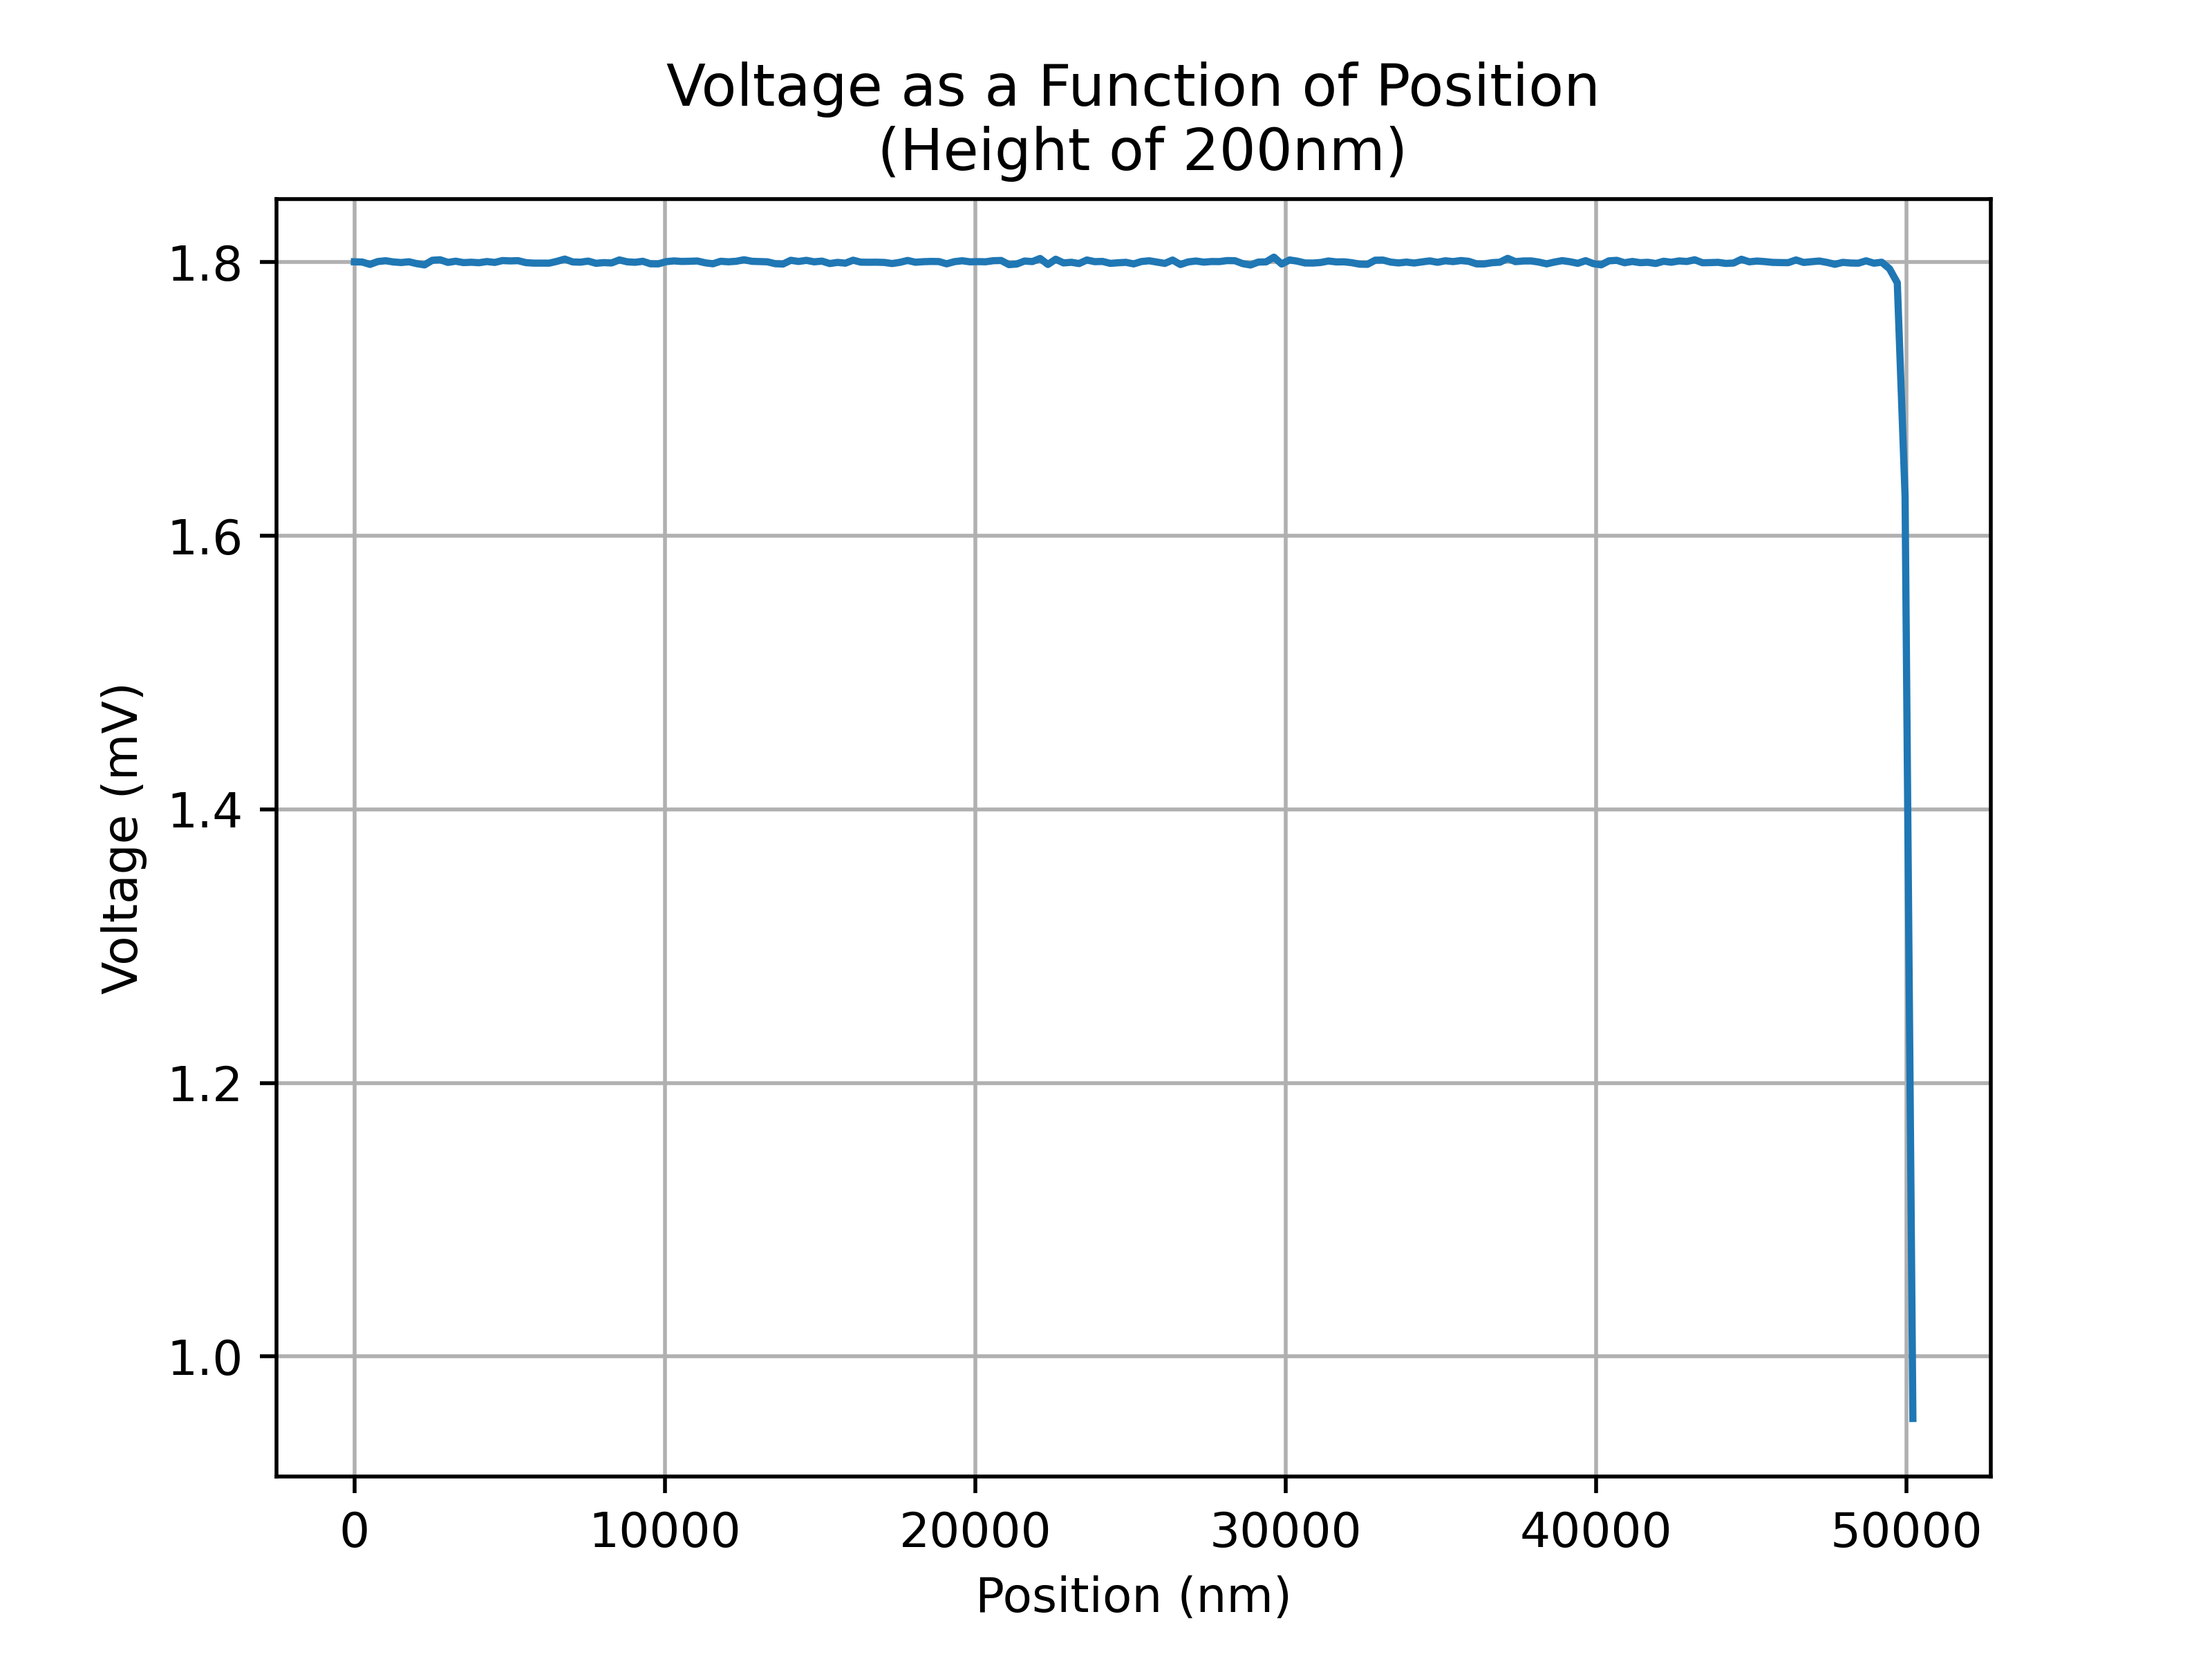 Voltage as a Function of Position
(Height of 200nm)
1.8
1.6
1.4
1.2
1.0
Voltage (mV)
0 10000 20000 30000 40000 50000
Position (nm)